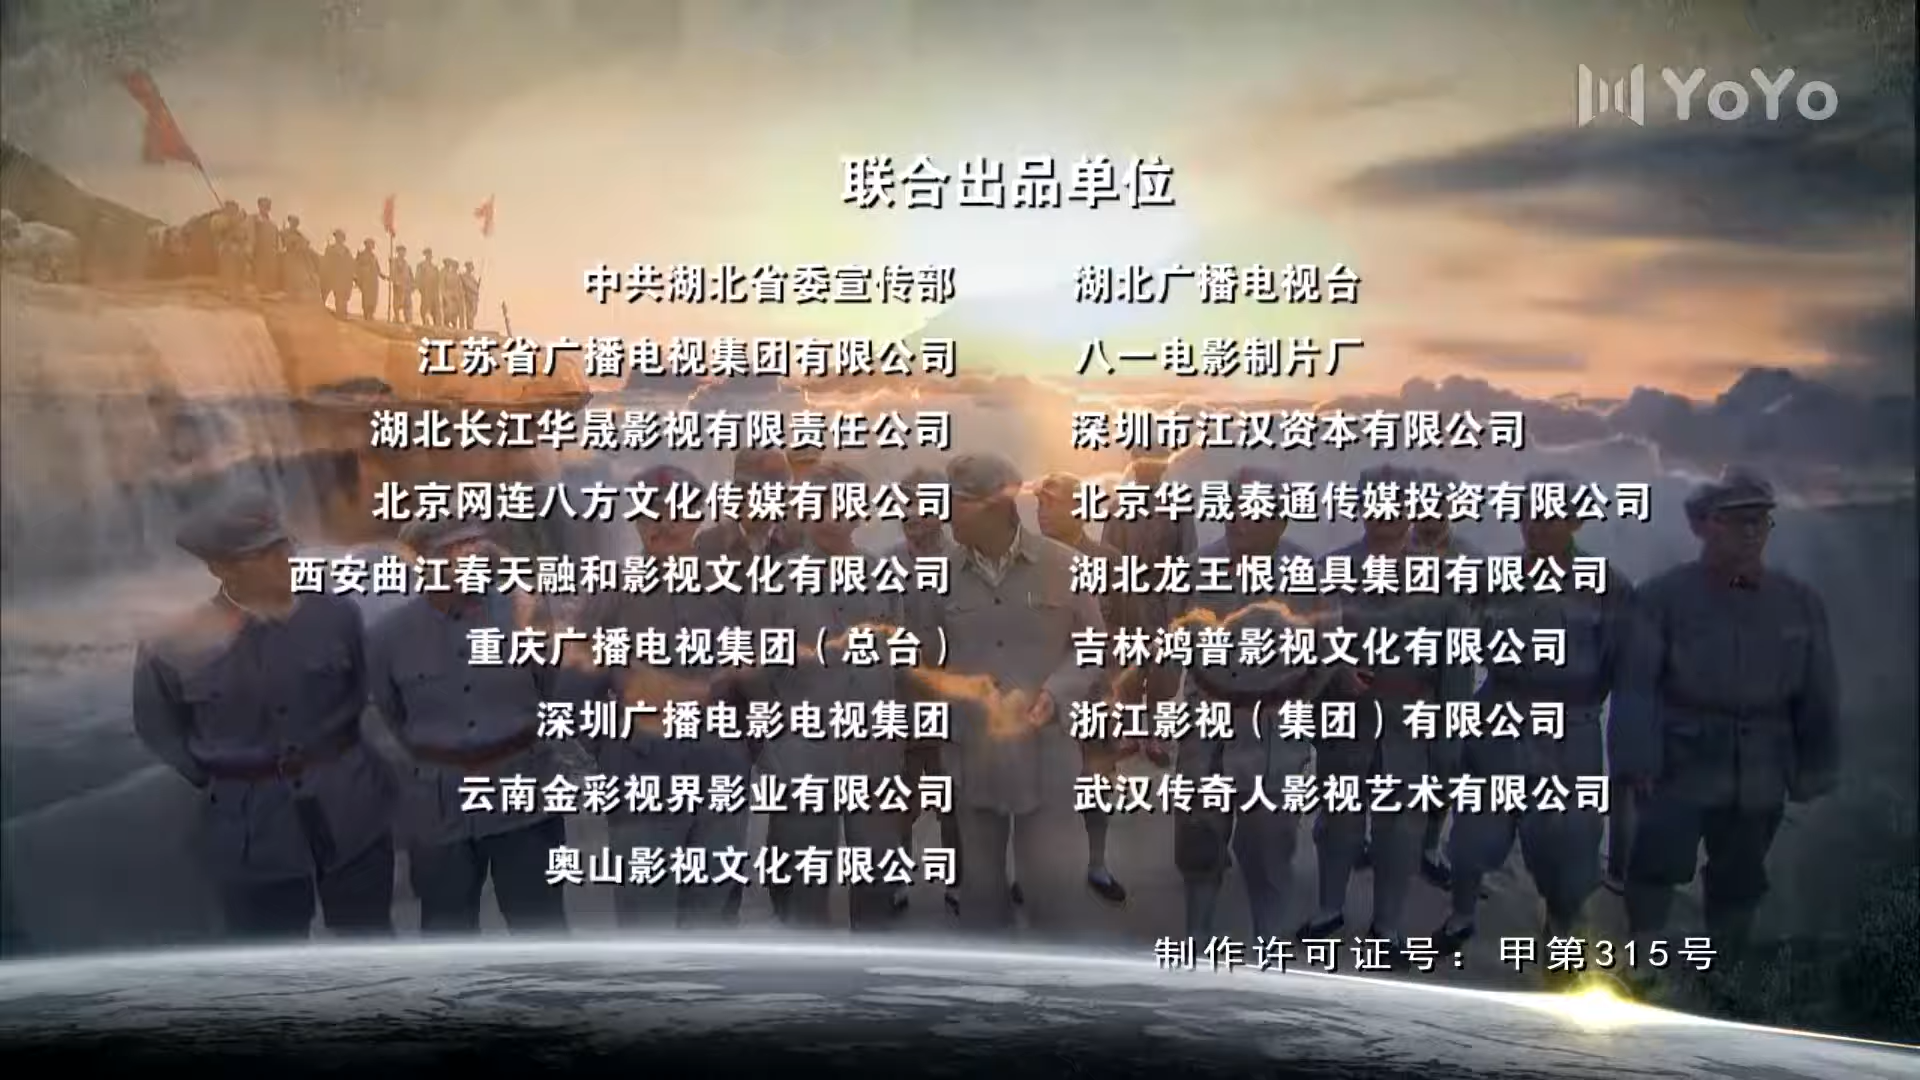 YoYo
联合出品单位
中共湖北省委宣传部 湖北广播电视台
江苏省广播电视集团有限公司 八一电影制片厂
湖北长江华晟影视有限责任公司 深圳市江汉资本有限公司
北京网连八方文化传媒有限公司 北京华晟泰通传媒投资有限公司
西安曲江春天融和影视文化有限公司 湖北龙王恨渔具集团有限公司
重庆广播电视集团（总台） 吉林鸿普影视文化有限公司
深圳广播电影电视集团 浙江影视（集团）有限公司
云南金彩视界影业有限公司 武汉传奇人影视艺术有限公司
奥山影视文化有限公司
制作许可证号：甲第315号